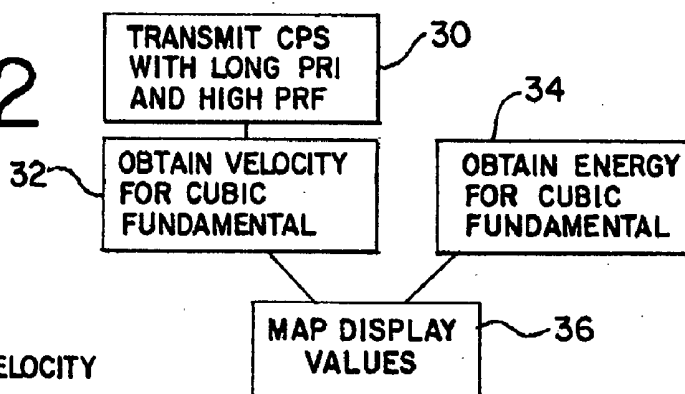 2
TRANSMIT CPS
WITH LONG PRI
AND HIGH PRF
30
34
32
OBTAIN VELOCITY
FOR CUBIC
FUNDAMENTAL
OBTAIN ENERGY
FOR CUBIC
FUNDAMENTAL
MAP DISPLAY
VALUES
36
ELOCITY